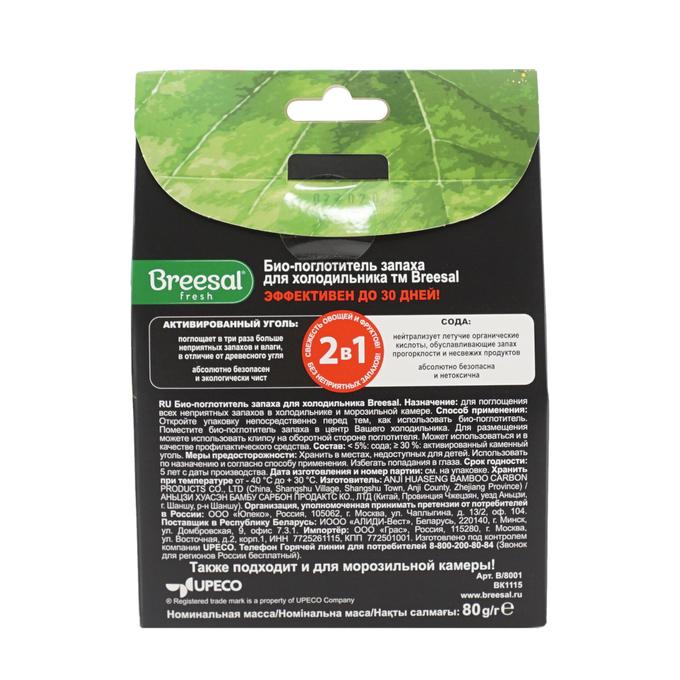 Breesal®
fresh
Био-поглотитель запаха
для холодильника тм Breesal
ЭФФЕКТИВЕН ДО 30 ДНЕЙ!
АКТИВИРОВАННЫЙ УГОЛЬ:
поглощает в три раза больше
неприятных запахов и влаги,
в отличие от древесного угля
абсолютно безопасен
и экологически чист
СВЕЖЕСТЬ ОВОЩЕЙ И ФРУКТОВ!
2в1
БЕЗ НЕПРИЯТНЫХ ЗАПАХОВ!
СОДА:
нейтрализует летучие органические
кислоты, обуславливающие запах
прогорклости и несвежих продуктов
абсолютно безопасна
и нетоксична
RU Био-поглотитель запаха для холодильника Breesal. Назначение: для поглощения
всех неприятных запахов в холодильнике и морозильной камере. Способ применения:
Откройте упаковку непосредственно перед тем, как использовать био-поглотитель.
Поместите био-поглотитель запаха в центр Вашего холодильника. Для размещения
можете использовать клипсу на оборотной стороне поглотителя. Может использоваться и в
качестве профилактического средства. Состав: < 5%: сода; ≥ 30 %: активированный
уголь. Меры предосторожности: Хранить в местах, недоступных для детей. Использовать
по назначению и согласно способу применения. Избегать попадания в глаза. Срок годности:
5 лет с даты производства. Дата изготовления и номер партии: см. на упаковке. Хранить
при температуре от - 40 °С до + 30 °С. Изготовитель: ANJI HUASENG BAMBOO CARBON
PRODUCTS CO., LTD (China, Shangshu Village, Shangshu Town, Anji County, Zhejiang Province) /
АНЬЦЗИ ХУАСЭН БАМБУ САРБОН ПРОДАКТС КО., ЛТД (Китай, Провинция Чжецзян, уезд Аньцзи,
г. Шаншу, р-н Шаншу). Организация, уполномоченная принимать претензии от потребителей
в России: ООО «Юпеко», Россия, 105062, г. Москва, ул. Чаплыгина, д. 13/2, оф. 104.
Поставщик в Республику Беларусь: ИООО «АЛИДИ-Вест», Беларусь, 220140, г. Минск,
ул. Домбровская, 9, офис 7.3.1. Импортёр: ООО «Грас», Россия, 115280, г. Москва,
ул. Восточная, д.2, корп.1, ИНН 7725261115, КПП 772501001. Изготовлено под контролем
компании UPECO. Телефон Горячей линии для потребителей 8-800-200-80-84 (Звонок
для регионов России бесплатный).
Также подходит и для морозильной камеры!
UPECO
® Registered trade mark is a property of UPECO Company
Арт. B/8001
BK1115
www.breesal.ru
Номинальная масса/Номінальна маса/Нақты салмағы: 80g/г℮